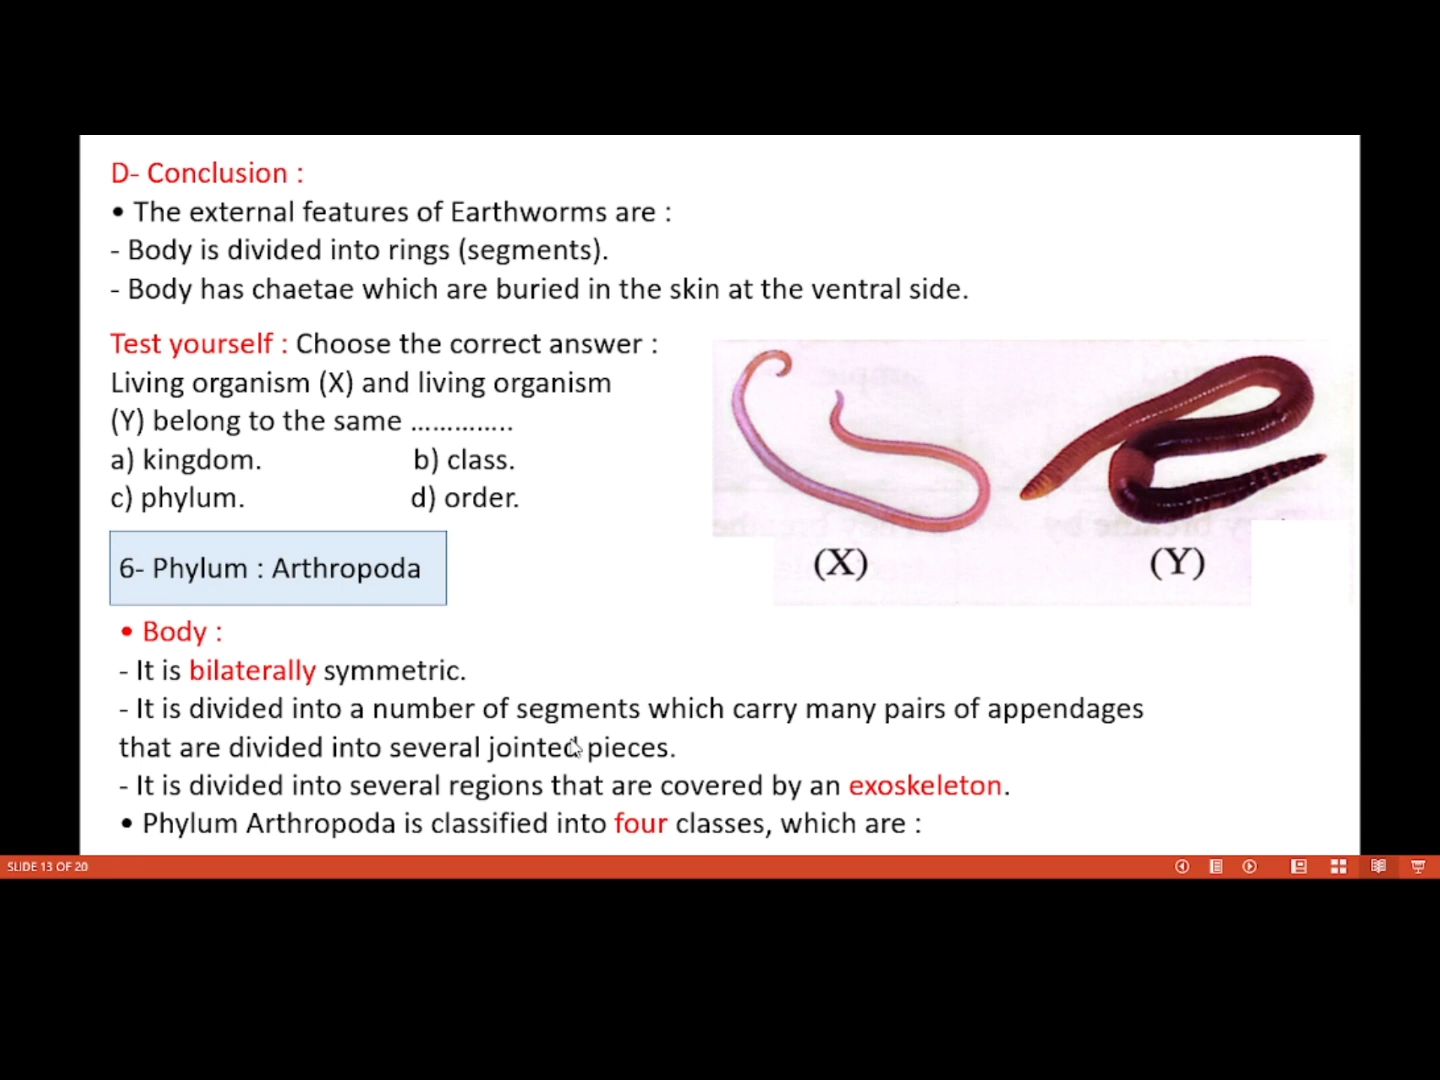 D- Conclusion :
• The external features of Earthworms are :
- Body is divided into rings (segments).
- Body has chaetae which are buried in the skin at the ventral side.
Test yourself : Choose the correct answer :
Living organism (X) and living organism
(Y) belong to the same ..............
a) kingdom. b) class.
c) phylum. d) order.
(X) (Y)
6- Phylum : Arthropoda
• Body :
- It is bilaterally symmetric.
- It is divided into a number of segments which carry many pairs of appendages
that are divided into several jointed pieces.
- It is divided into several regions that are covered by an exoskeleton.
• Phylum Arthropoda is classified into four classes, which are :
SLIDE 13 OF 20